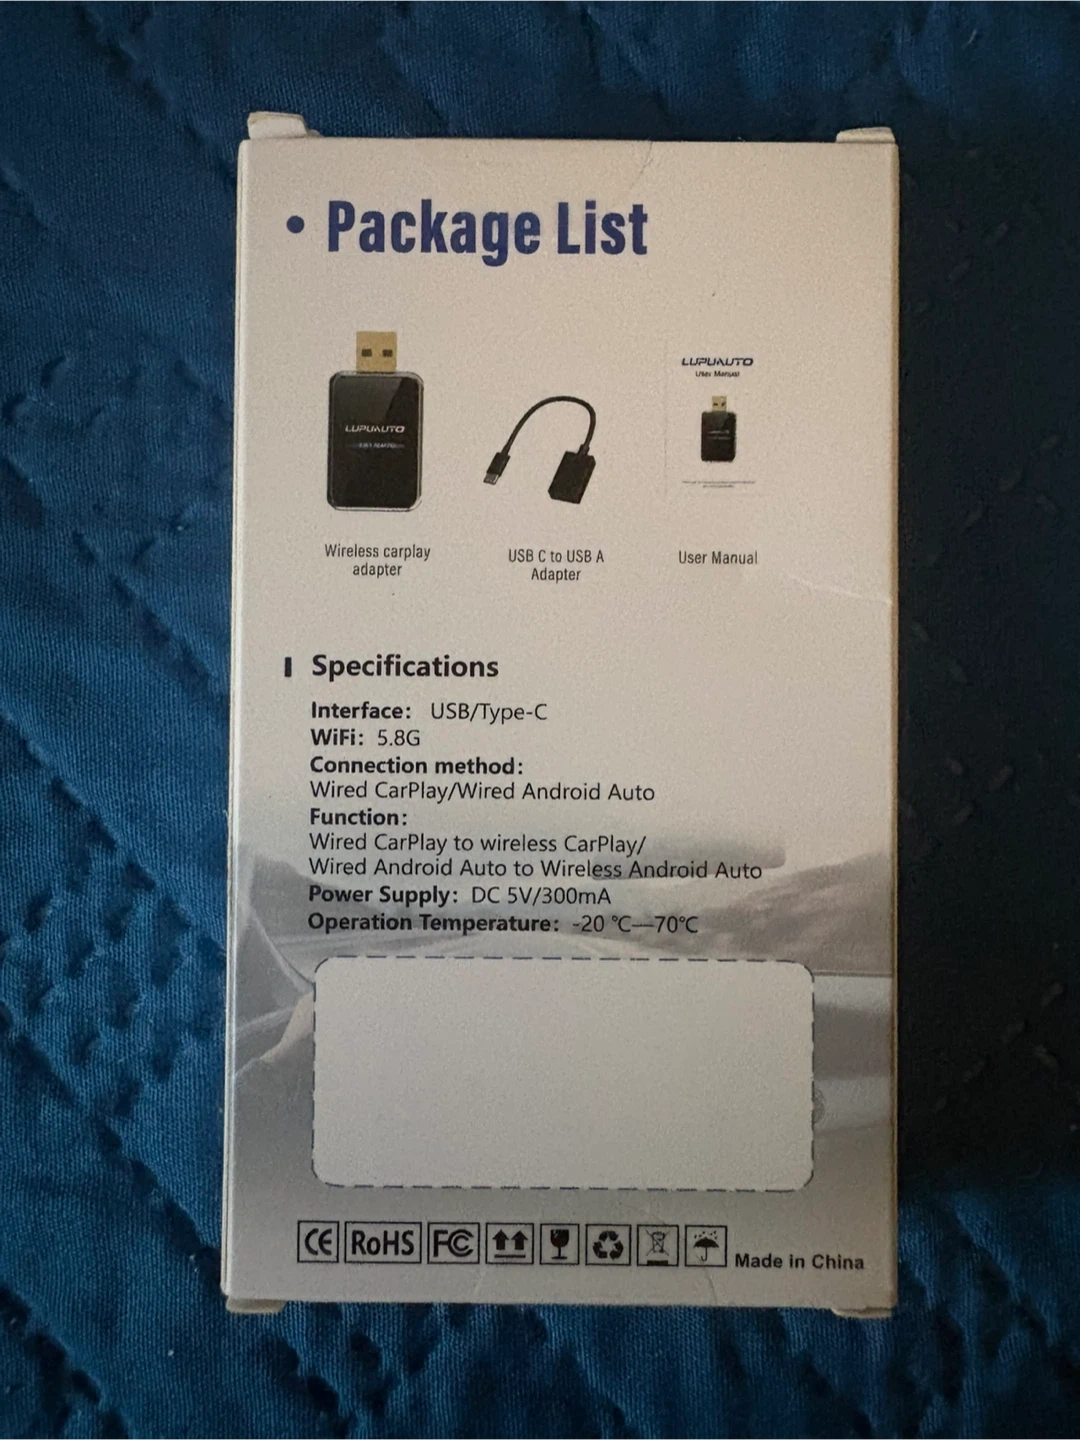 • Package List
LUPUAUTO
LUPUAUTO
User Manual
Wireless carplay
adapter
USB C to USB A
Adapter
User Manual
Specifications
Interface: USB/Type-C
WiFi: 5.8G
Connection method:
Wired CarPlay/Wired Android Auto
Function:
Wired CarPlay to wireless CarPlay/
Wired Android Auto to Wireless Android Auto
Power Supply: DC 5V/300mA
Operation Temperature: -20 ℃—70℃
CE RoHS FC Made in China